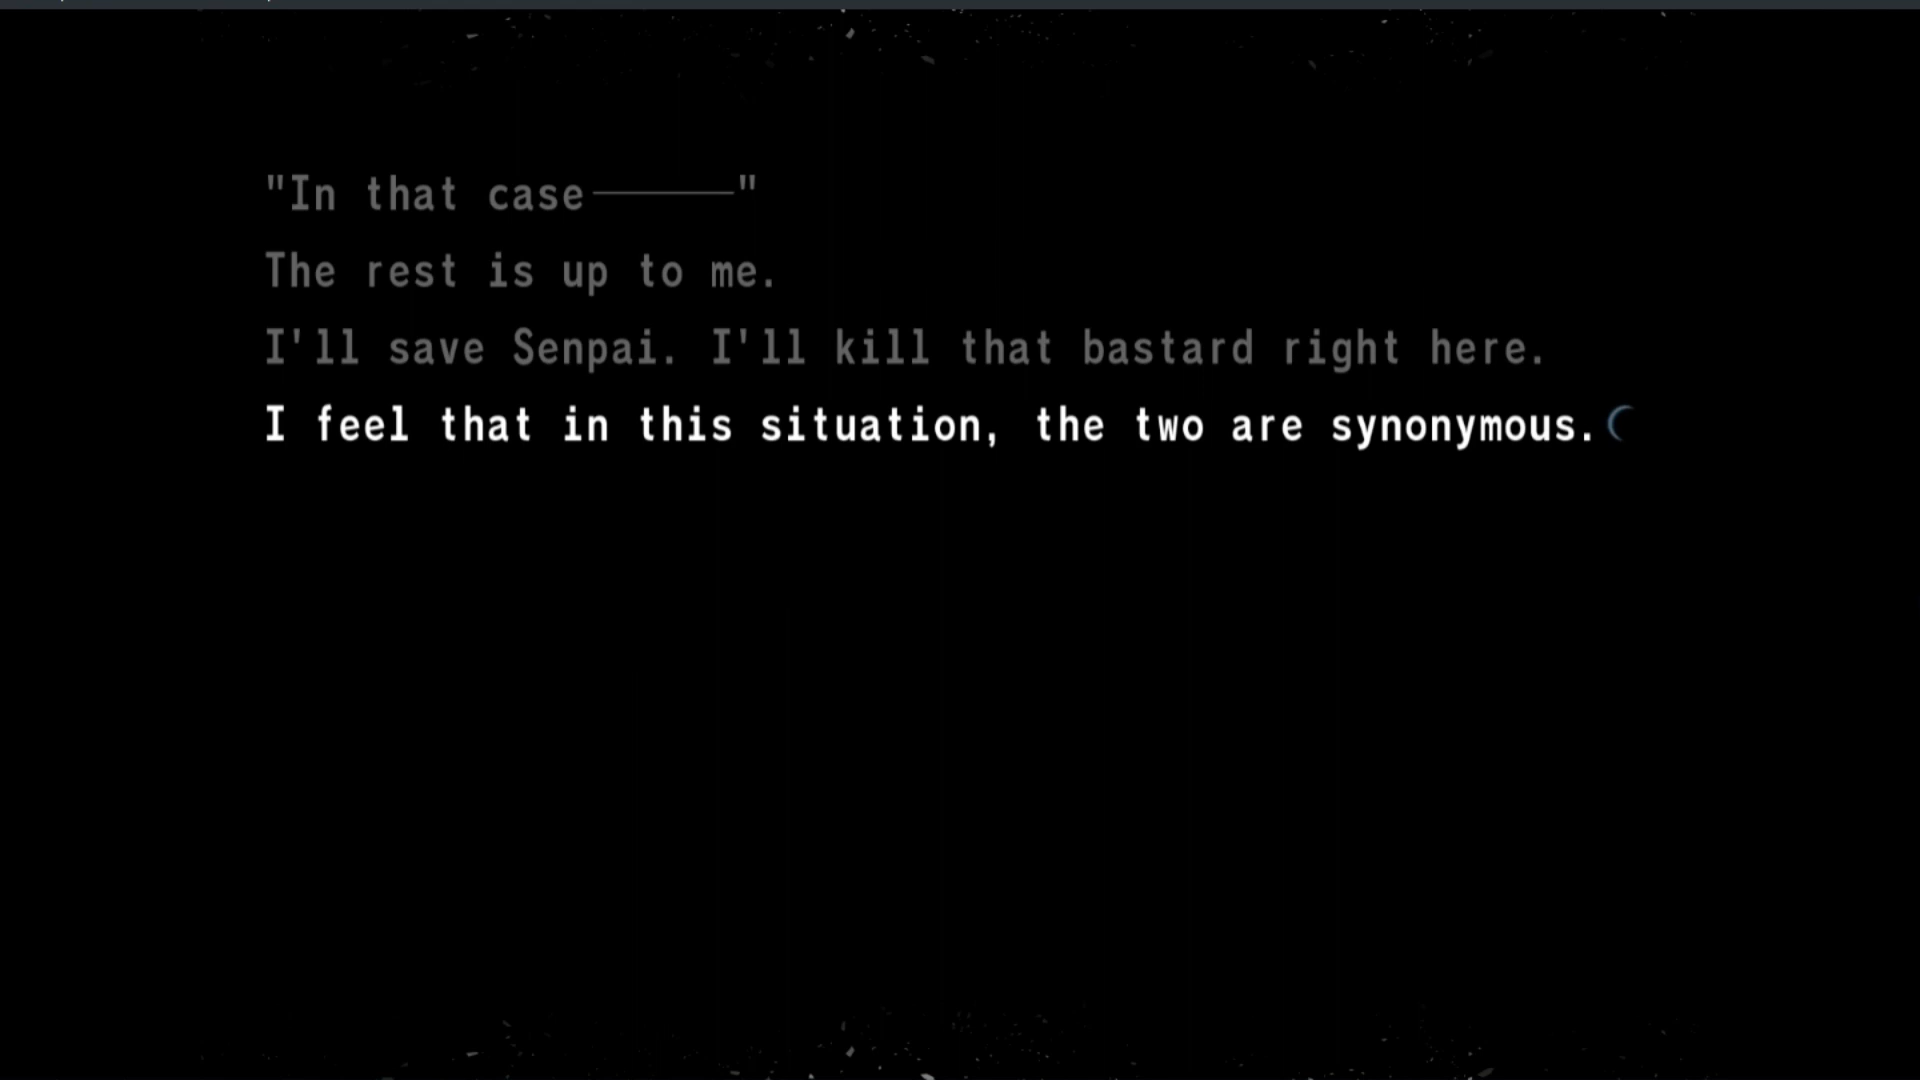 "In that case———"
The rest is up to me.
I'll save Senpai. I'll kill that bastard right here.
I feel that in this situation, the two are synonymous.